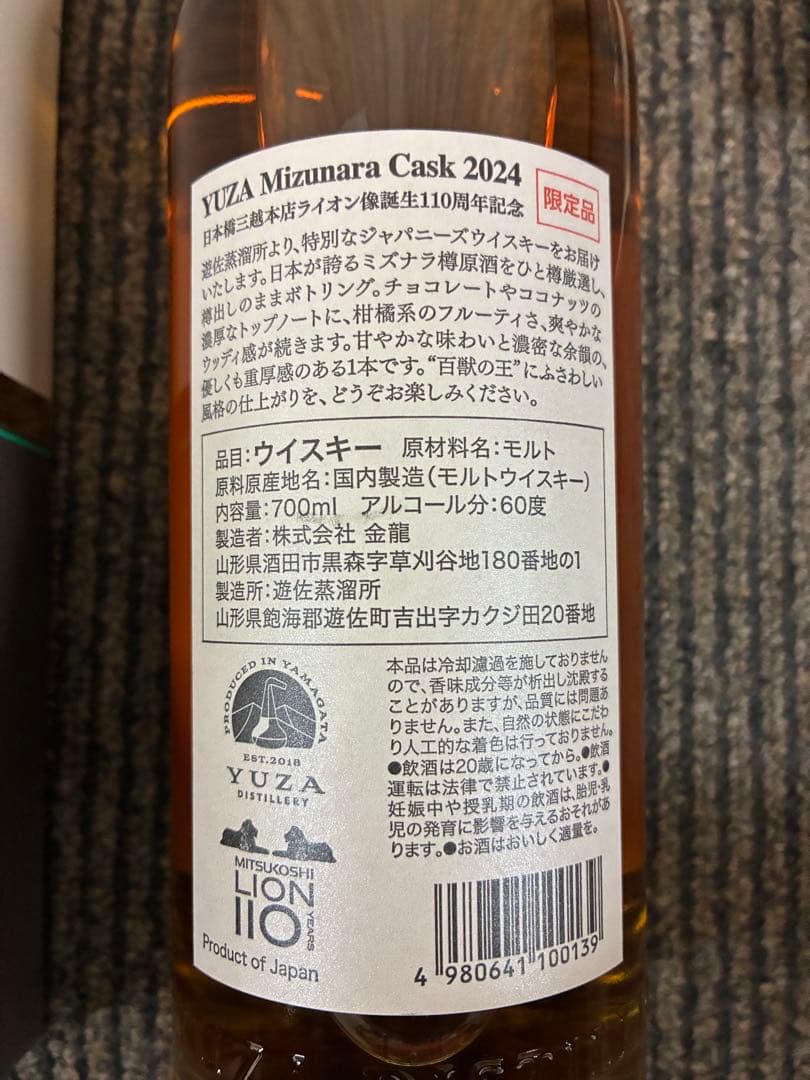 YUZA Mizunara Cask 2024
日本橋三越本店ライオン像誕生110周年記念
限定品
遊佐蒸溜所より、特別なジャパニーズウイスキーをお届け
いたします。日本が誇るミズナラ樽原酒をひと樽厳選し、
樽出しのままボトリング。チョコレートやココナッツの
濃厚なトップノートに、柑橘系のフルーティさ、爽やかな
ウッディ感が続きます。甘やかな味わいと濃密な余韻の、
優しくも重厚感のある1本です。“百獣の王”にふさわしい
風格の仕上がりを、どうぞお楽しみください。
品目:ウイスキー 原材料名:モルト
原料原産地名:国内製造(モルトウイスキー)
内容量:700ml アルコール分:60度
製造者:株式会社 金龍
山形県酒田市黒森字草刈谷地180番地の1
製造所:遊佐蒸溜所
山形県飽海郡遊佐町吉出字カクジ田20番地
PRODUCED IN YAMAGATA
EST.2018
YUZA
DISTILLERY
MITSUKOSHI
LION
110
YEARS
Product of Japan
本品は冷却濾過を施しておりません
ので、香味成分等が析出し沈殿する
ことがありますが、品質には問題あ
りません。また、自然の状態にこだわ
り人工的な着色は行っておりません。
●飲酒は20歳になってから。●飲酒
運転は法律で禁止されています。●
妊娠中や授乳期の飲酒は、胎児・乳
児の発育に影響を与えるおそれがあ
ります。●お酒はおいしく適量を。
4 980641 100139